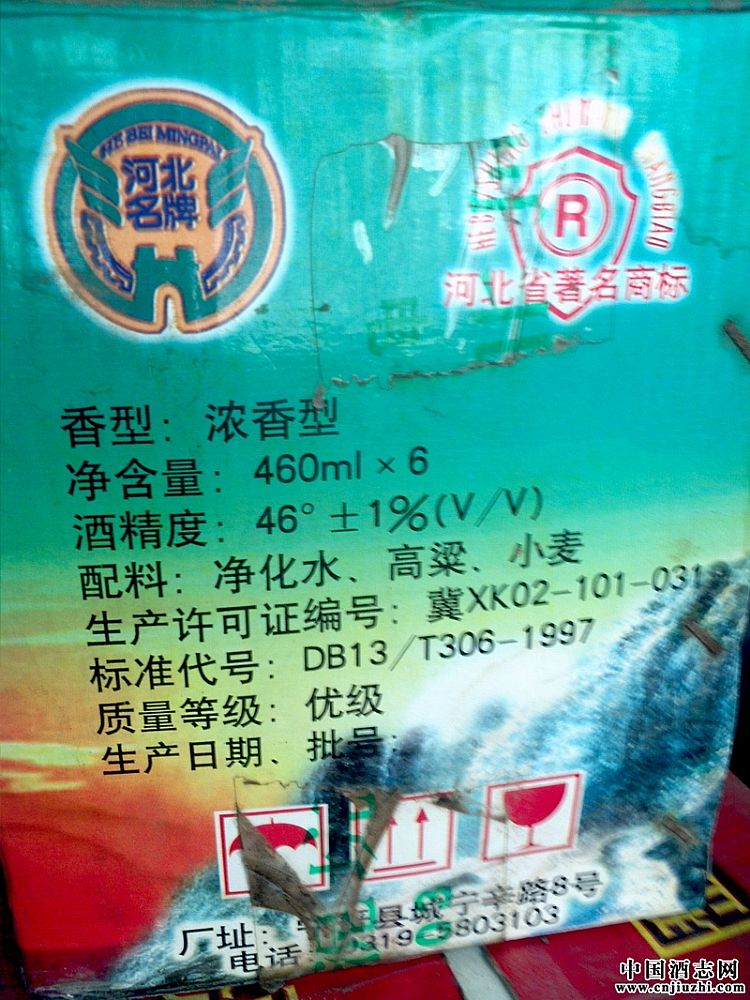 HE BEI MINGPAI
河北
名牌
R
河北省著名商标
香型：浓香型
净含量：460ml×6
酒精度：46°±1%(V/V)
配料：净化水、高粱、小麦
生产许可证编号：冀XK02-101-031
标准代号：DB13/T306-1997
质量等级：优级
生产日期、批号：
厂址：县城宁辛路8号
电话：0319-5803103
中国酒志网
www.cnjiuzhi.com